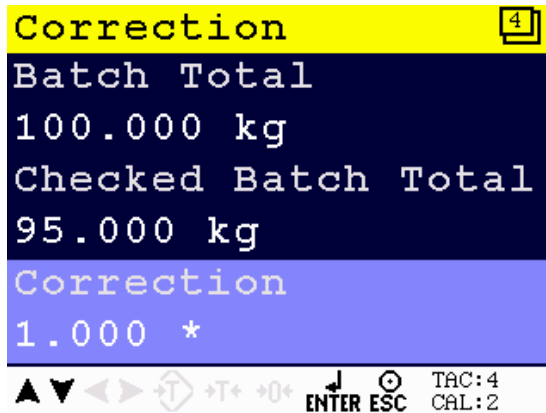 Correction 4
Batch Total
100.000 kg
Checked Batch Total
95.000 kg
Correction
1.000 *
T →T← →0← ENTER ESC TAC:4
CAL:2